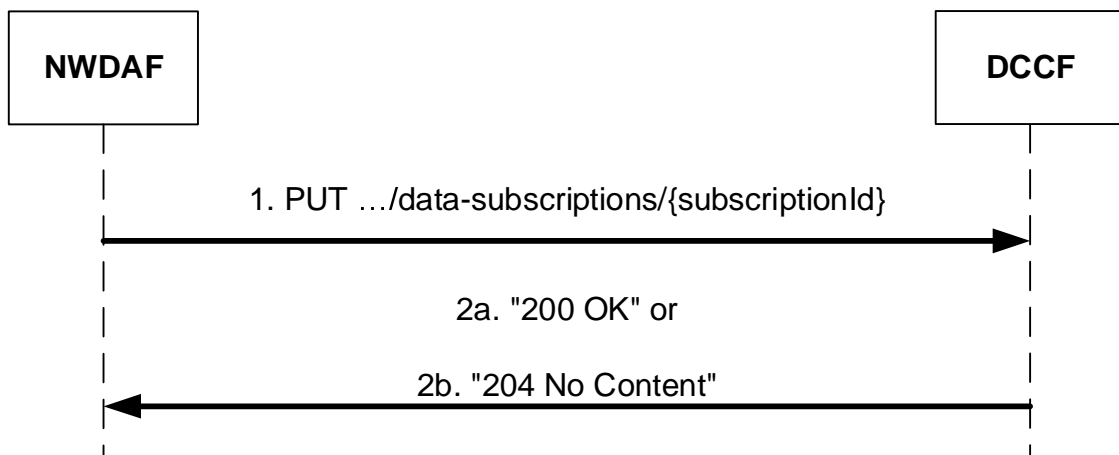 NWDAF
DCCF
1. PUT …/data-subscriptions/{subscriptionId}
2a. "200 OK" or
2b. "204 No Content"